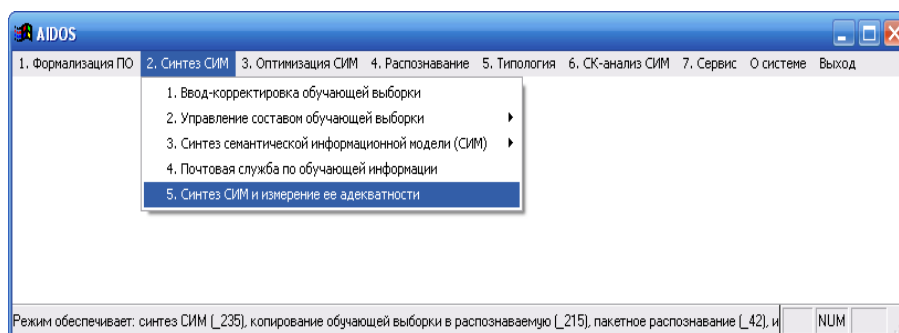 AIDOS
1. Формализация ПО 2. Синтез СИМ 3. Оптимизация СИМ 4. Распознавание 5. Типология 6. СК-анализ СИМ 7. Сервис О системе Выход
1. Ввод-корректировка обучающей выборки
2. Управление составом обучающей выборки
3. Синтез семантической информационной модели (СИМ)
4. Почтовая служба по обучающей информации
5. Синтез СИМ и измерение ее адекватности
Режим обеспечивает: синтез СИМ (_235), копирование обучающей выборки в распознаваемую (_215), пакетное распознавание (_42), и NUM